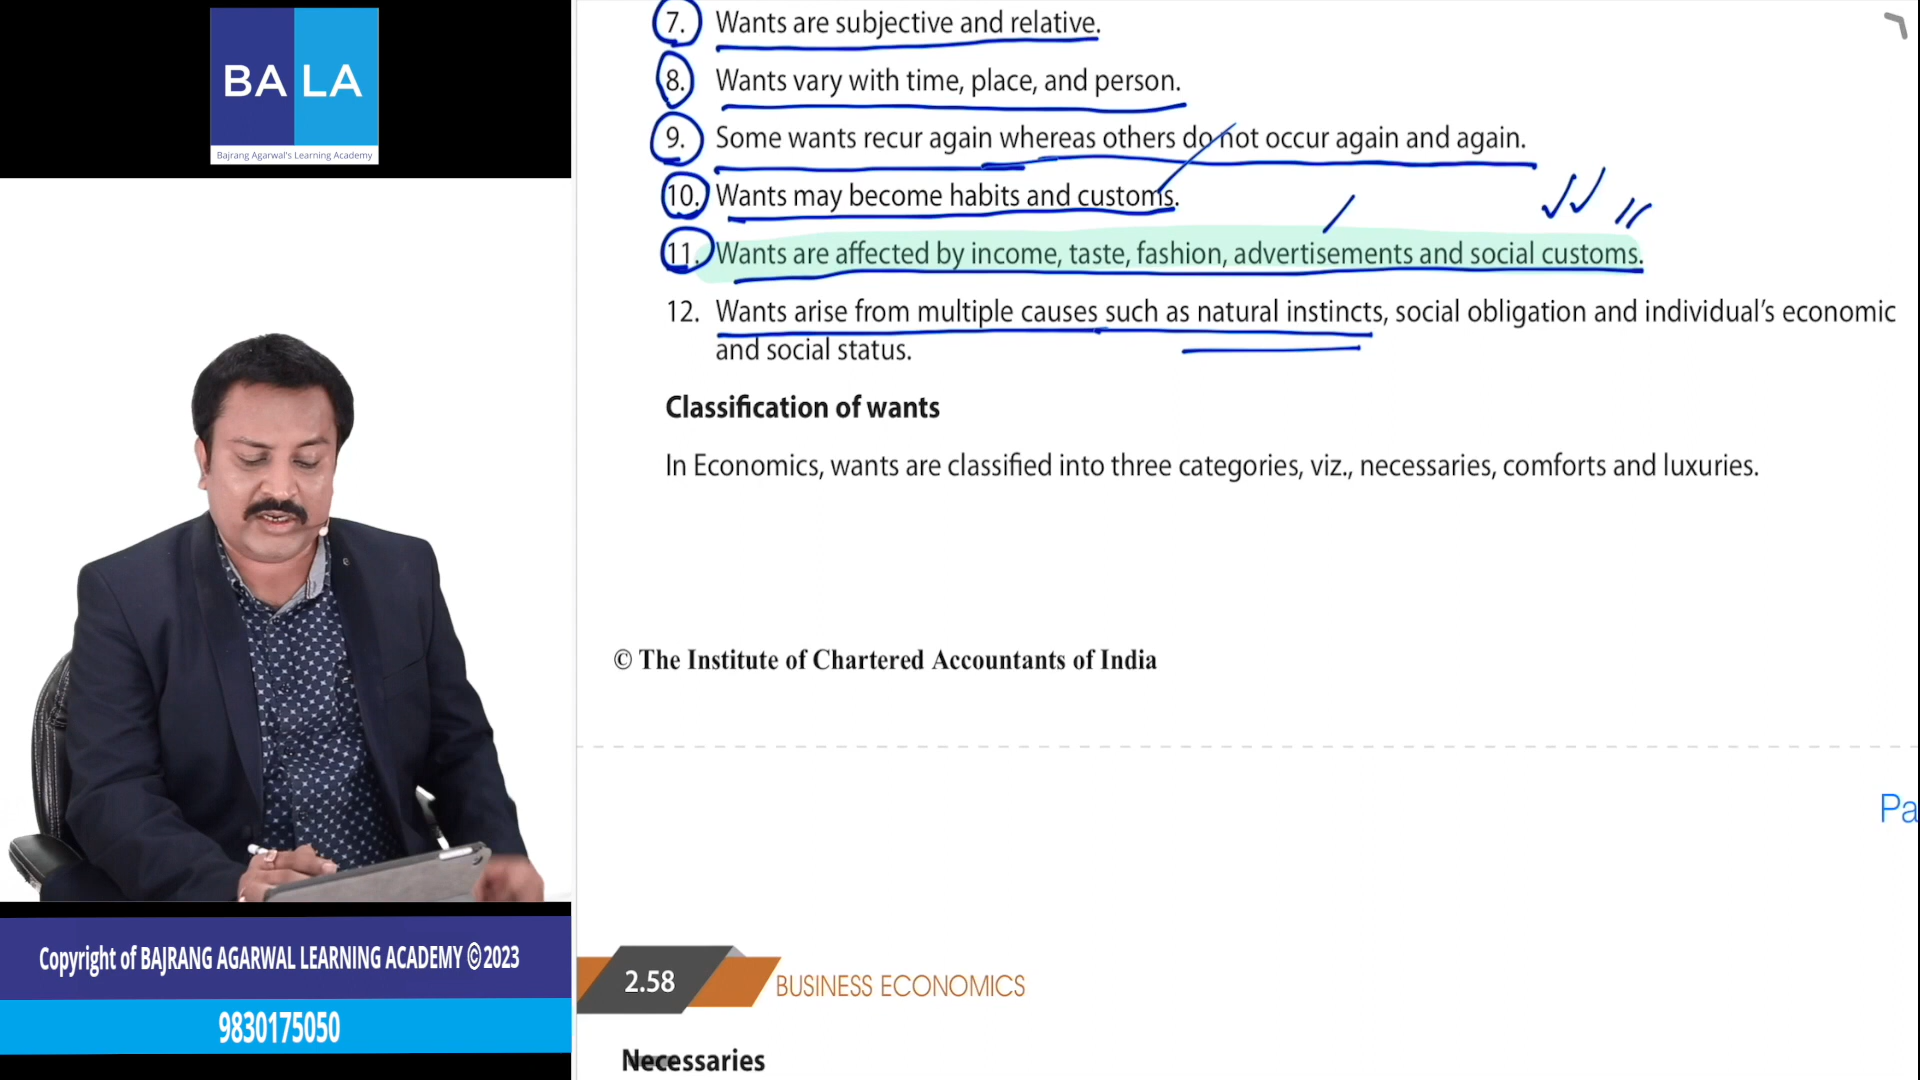 BA LA
Bajrang Agarwal's Learning Academy
7. Wants are subjective and relative.
8. Wants vary with time, place, and person.
9. Some wants recur again whereas others do not occur again and again.
10. Wants may become habits and customs.
11. Wants are affected by income, taste, fashion, advertisements and social customs.
12. Wants arise from multiple causes such as natural instincts, social obligation and individual's economic
and social status.
Classification of wants
In Economics, wants are classified into three categories, viz., necessaries, comforts and luxuries.
© The Institute of Chartered Accountants of India
Pa
2.58 BUSINESS ECONOMICS
Necessaries
Copyright of BAJRANG AGARWAL LEARNING ACADEMY ©2023
9830175050